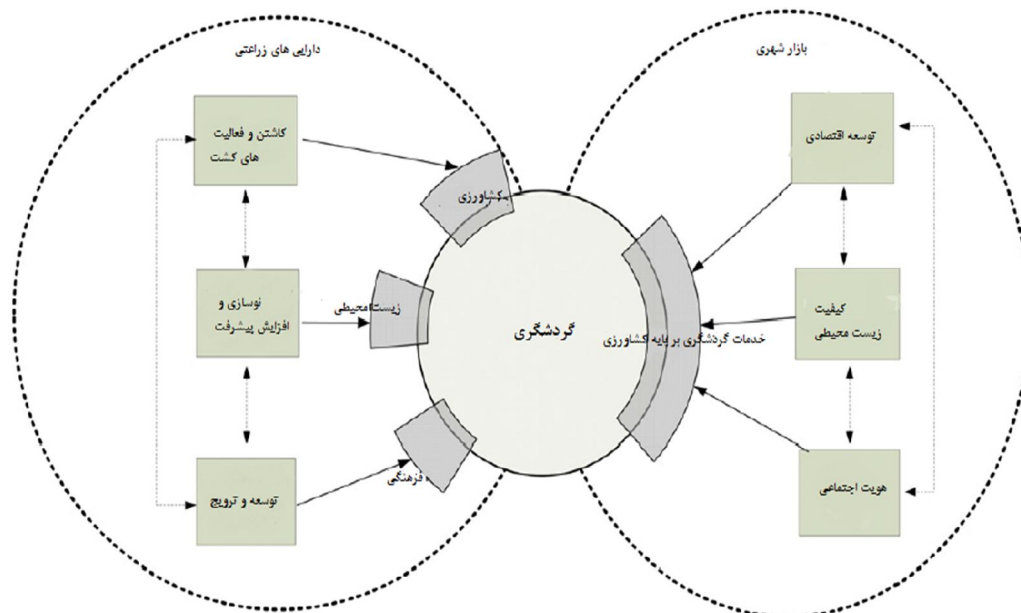 بازار شهری
دارایی های زراعتی
توسعه اقتصادی
کاشتن و فعالیت
های کشت
کشاورزی
کیفیت
زیست محیطی
خدمات گردشگری بر پایه کشاورزی
گردشگری
زیست محیطی
نوسازی و
افزایش پیشرفت
هویت اجتماعی
فرهنگی
توسعه و ترویج